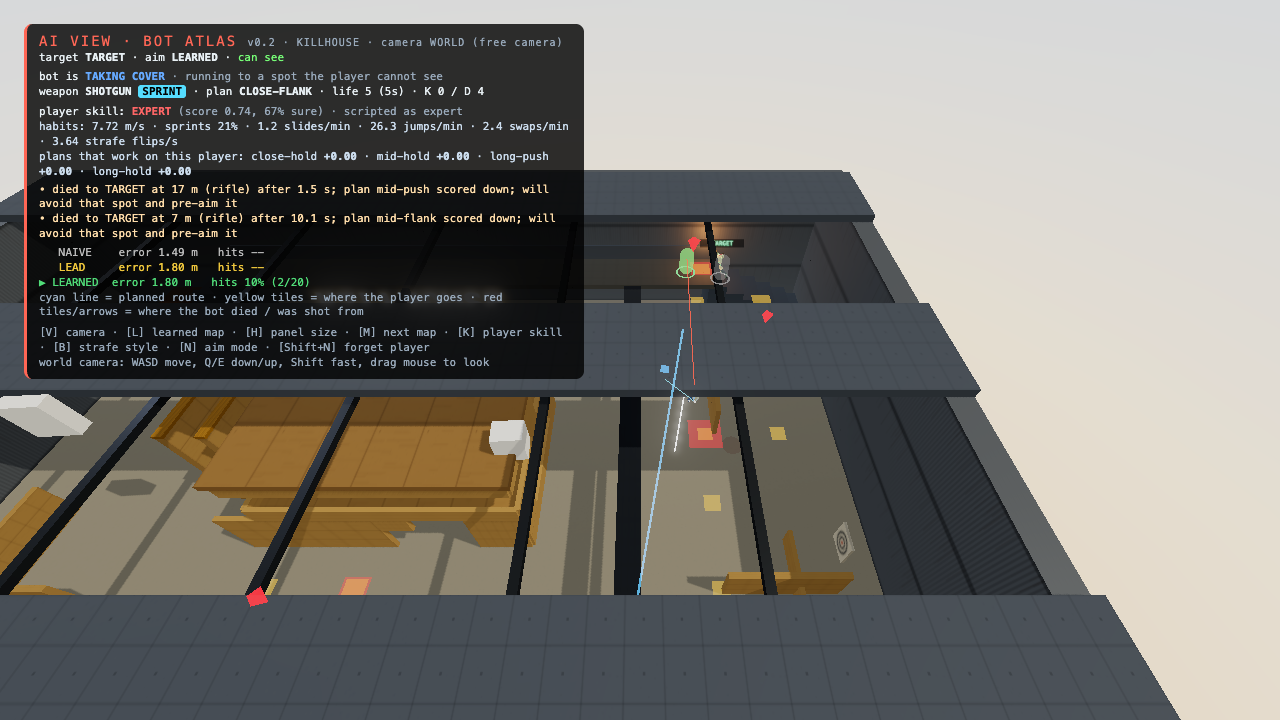 AI VIEW · BOT ATLAS v0.2 · KILLHOUSE · camera WORLD (free camera)
target TARGET · aim LEARNED · can see
bot is TAKING COVER · running to a spot the player cannot see
weapon SHOTGUN SPRINT · plan CLOSE-FLANK · life 5 (5s) · K 0 / D 4
player skill: EXPERT (score 0.74, 67% sure) · scripted as expert
habits: 7.72 m/s · sprints 21% · 1.2 slides/min · 26.3 jumps/min · 2.4 swaps/min
· 3.64 strafe flips/s
plans that work on this player: close-hold +0.00 · mid-hold +0.00 · long-push
+0.00 · long-hold +0.00
• died to TARGET at 17 m (rifle) after 1.5 s; plan mid-push scored down; will
avoid that spot and pre-aim it
• died to TARGET at 7 m (rifle) after 10.1 s; plan mid-flank scored down; will
avoid that spot and pre-aim it
NAIVE error 1.49 m hits ——
LEAD error 1.80 m hits ——
▶ LEARNED error 1.80 m hits 10% (2/20)
cyan line = planned route · yellow tiles = where the player goes · red
tiles/arrows = where the bot died / was shot from
[V] camera · [L] learned map · [H] panel size · [M] next map · [K] player skill
· [B] strafe style · [N] aim mode · [Shift+N] forget player
world camera: WASD move, Q/E down/up, Shift fast, drag mouse to look
TARGET